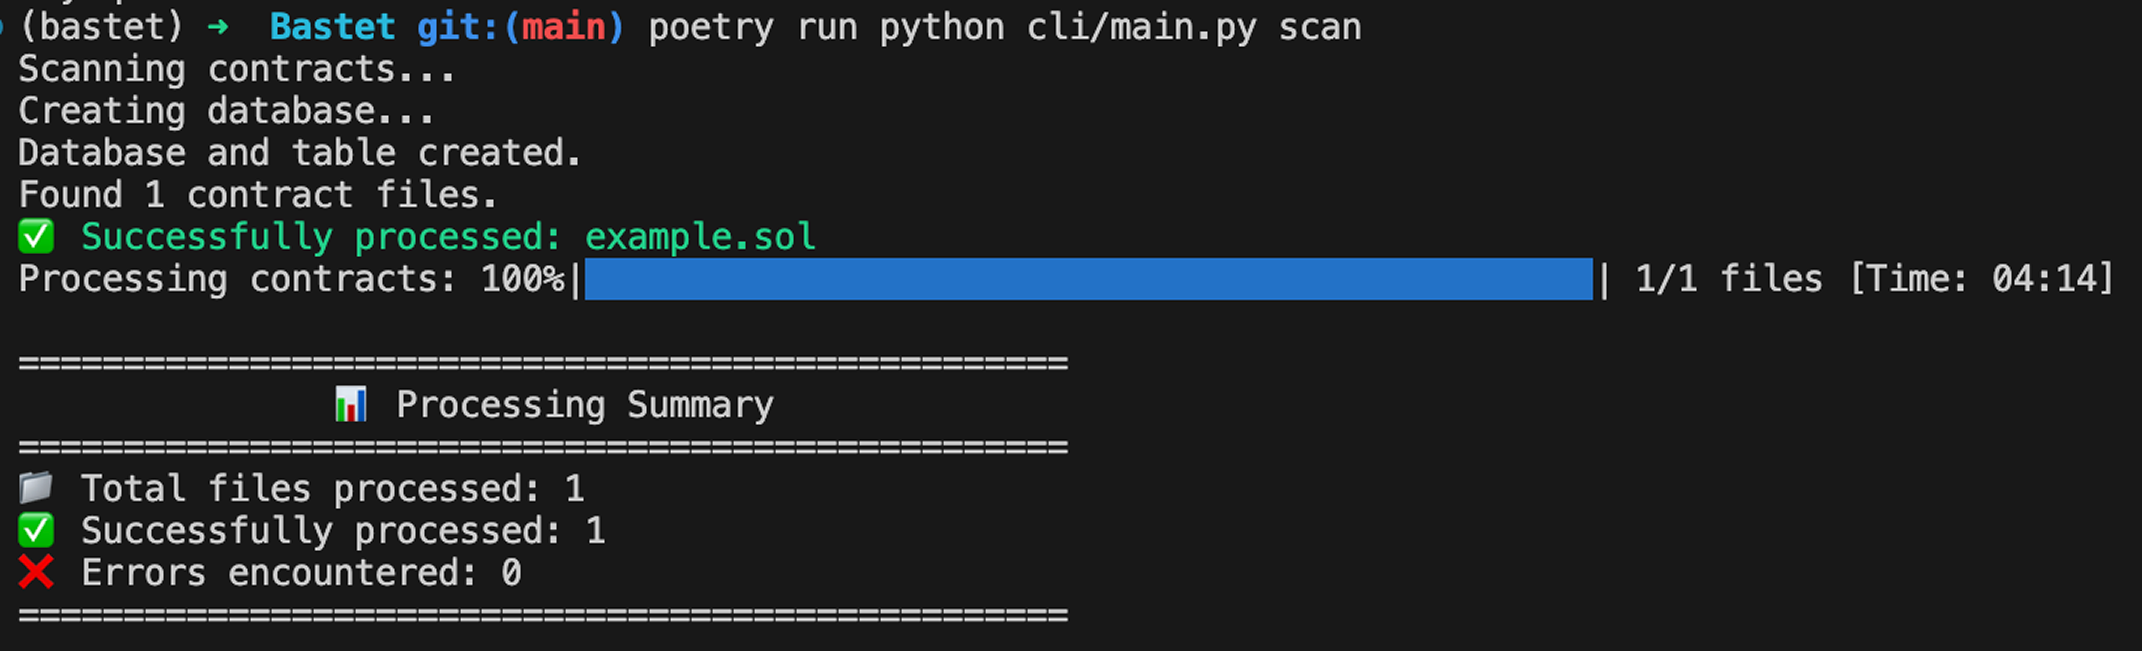 (bastet) ➜ Bastet git:(main) poetry run python cli/main.py scan
Scanning contracts...
Creating database...
Database and table created.
Found 1 contract files.
✅ Successfully processed: example.sol
Processing contracts: 100%|██████████| 1/1 files [Time: 04:14]
==================================================
📊 Processing Summary
==================================================
📁 Total files processed: 1
✅ Successfully processed: 1
❌ Errors encountered: 0
==================================================